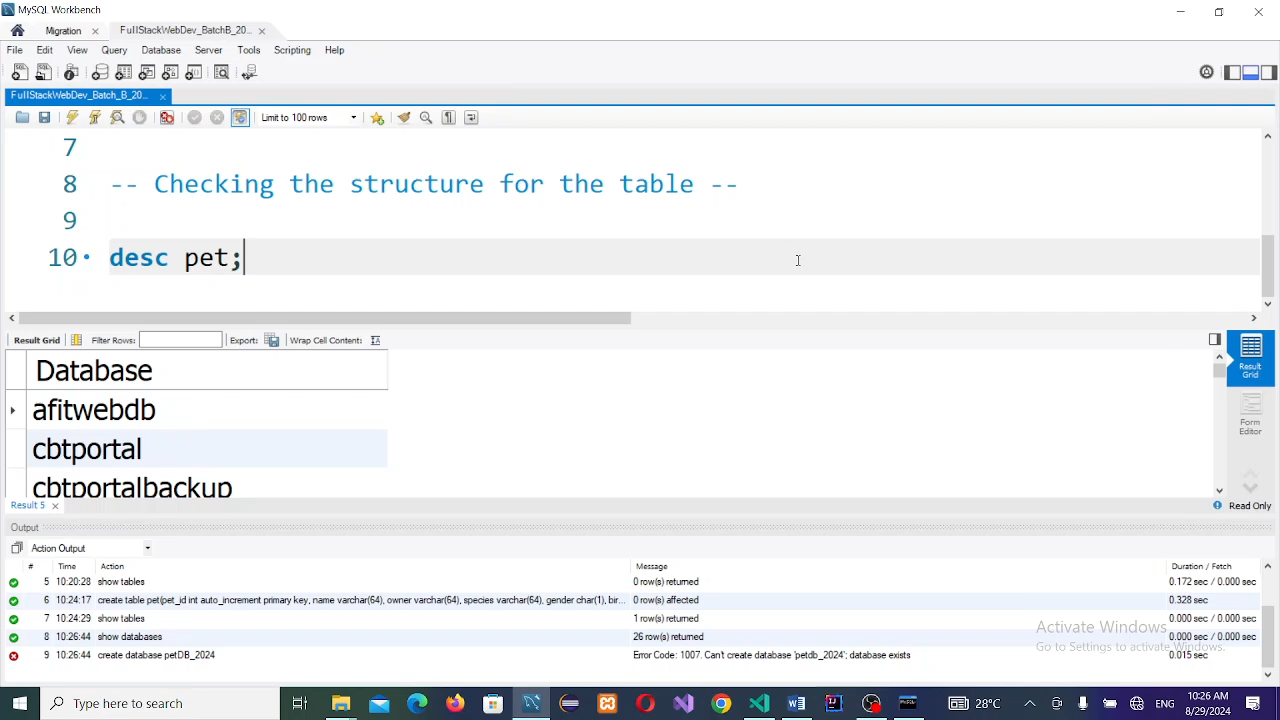 MySQL Workbench
Migration
FullStackWebDev_BatchB_20...
File Edit View Query Database Server Tools Scripting Help
FullStackWebDev_Batch_B_20...
Limit to 100 rows
7
8 -- Checking the structure for the table --
9
10 desc pet;
Result Grid Filter Rows: Export: Wrap Cell Content:
Result Grid
Form Editor
Database
afitwebdb
cbtportal
cbtportalbackup
Result 5
Read Only
Output
Action Output
# Time Action Message Duration / Fetch
5 10:20:28 show tables 0 row(s) returned 0.172 sec / 0.000 sec
6 10:24:17 create table pet(pet_id int auto_increment primary key, name varchar(64), owner varchar(64), species varchar(64), gender char(1), bir... 0 row(s) affected 0.328 sec
7 10:24:29 show tables 1 row(s) returned 0.000 sec / 0.000 sec
8 10:26:44 show databases 26 row(s) returned 0.000 sec / 0.000 sec
9 10:26:44 create database petDB_2024 Error Code: 1007. Can't create database 'petdb_2024'; database exists 0.015 sec
Activate Windows
Go to Settings to activate Windows.
Type here to search
28°C
ENG
10:26 AM
8/29/2024